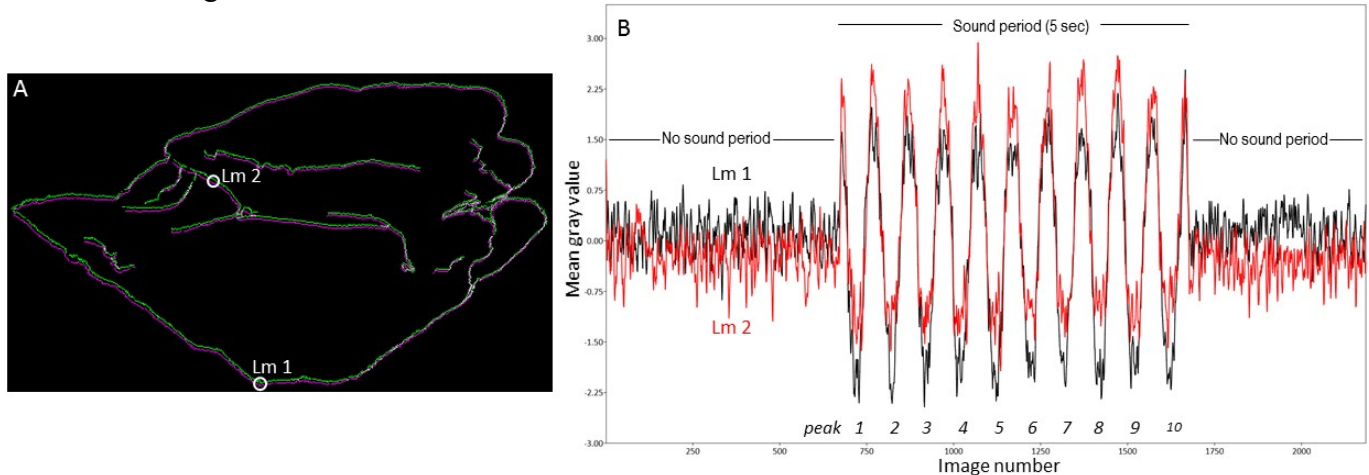 A
Lm 2
Lm 1
B
Sound period (5 sec)
No sound period
No sound period
Lm 1
Lm 2
Mean gray value
3.00
2.25
1.50
0.75
0.00
-0.75
-1.50
-2.25
-3.00
peak 1 2 3 4 5 6 7 8 9 10
250 500 750 1000 1250 1500 1750 2000
Image number